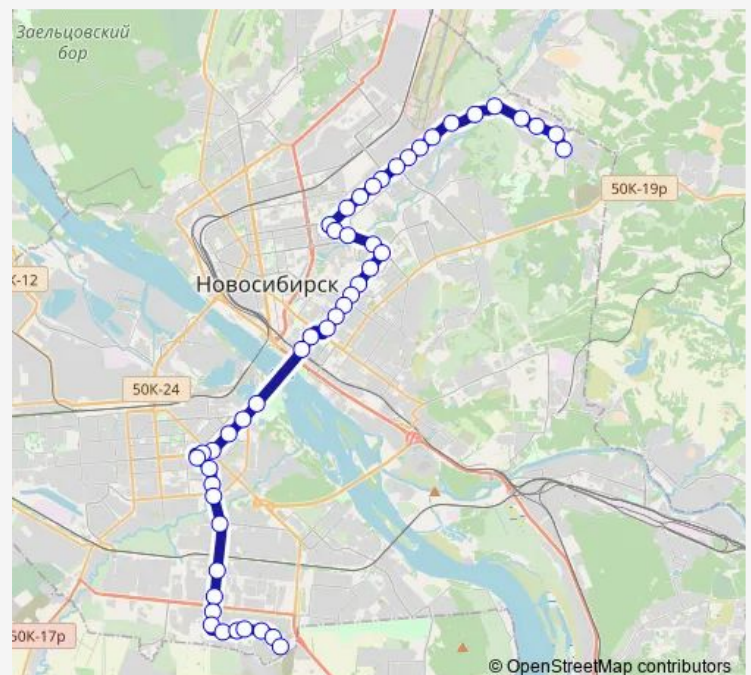 Заельцовский
бор
50К-19р
К-12
Новосибирск
50К-24
50К-17р
© OpenStreetMap contributors